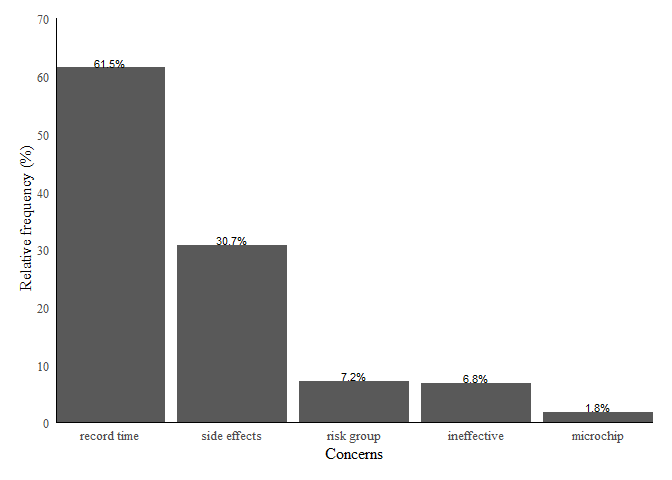 70
60
50
40
30
20
10
0
Relative frequency (%)
61.5%
30.7%
7.2%
6.8%
1.8%
record time
side effects
risk group
ineffective
microchip
Concerns